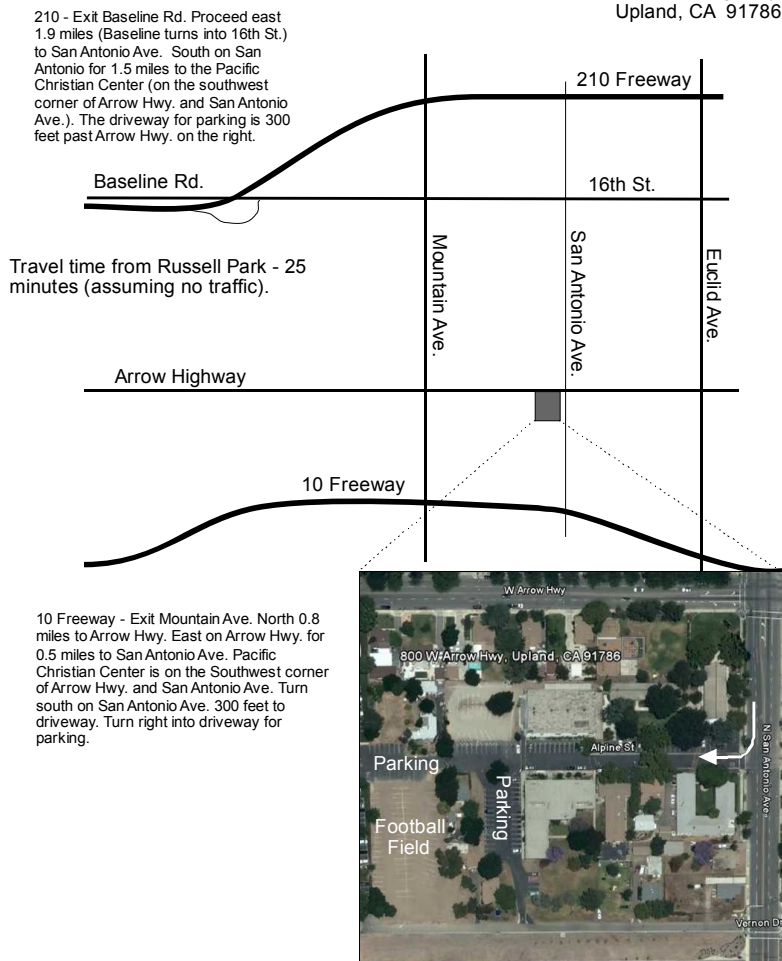 Upland, CA 91786
210 - Exit Baseline Rd. Proceed east
1.9 miles (Baseline turns into 16th St.)
to San Antonio Ave. South on San
Antonio for 1.5 miles to the Pacific
Christian Center (on the southwest
corner of Arrow Hwy. and San Antonio
Ave.). The driveway for parking is 300
feet past Arrow Hwy. on the right.
210 Freeway
Baseline Rd.
16th St.
Travel time from Russell Park - 25
minutes (assuming no traffic).
Mountain Ave.
San Antonio Ave.
Euclid Ave.
Arrow Highway
10 Freeway
10 Freeway - Exit Mountain Ave. North 0.8
miles to Arrow Hwy. East on Arrow Hwy. for
0.5 miles to San Antonio Ave. Pacific
Christian Center is on the Southwest corner
of Arrow Hwy. and San Antonio Ave. Turn
south on San Antonio Ave. 300 feet to
driveway. Turn right into driveway for
parking.
W Arrow Hwy
800 W Arrow Hwy, Upland, CA 91786
Alpine St
N San Antonio Ave
Parking
Parking
Football
Field
Vernon Dr